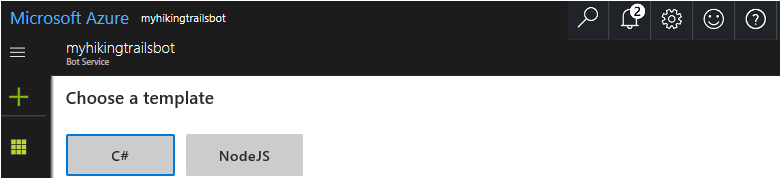 Microsoft Azure myhikingtrailsbot
2
?
myhikingtrailsbot
Bot Service
Choose a template
C# NodeJS